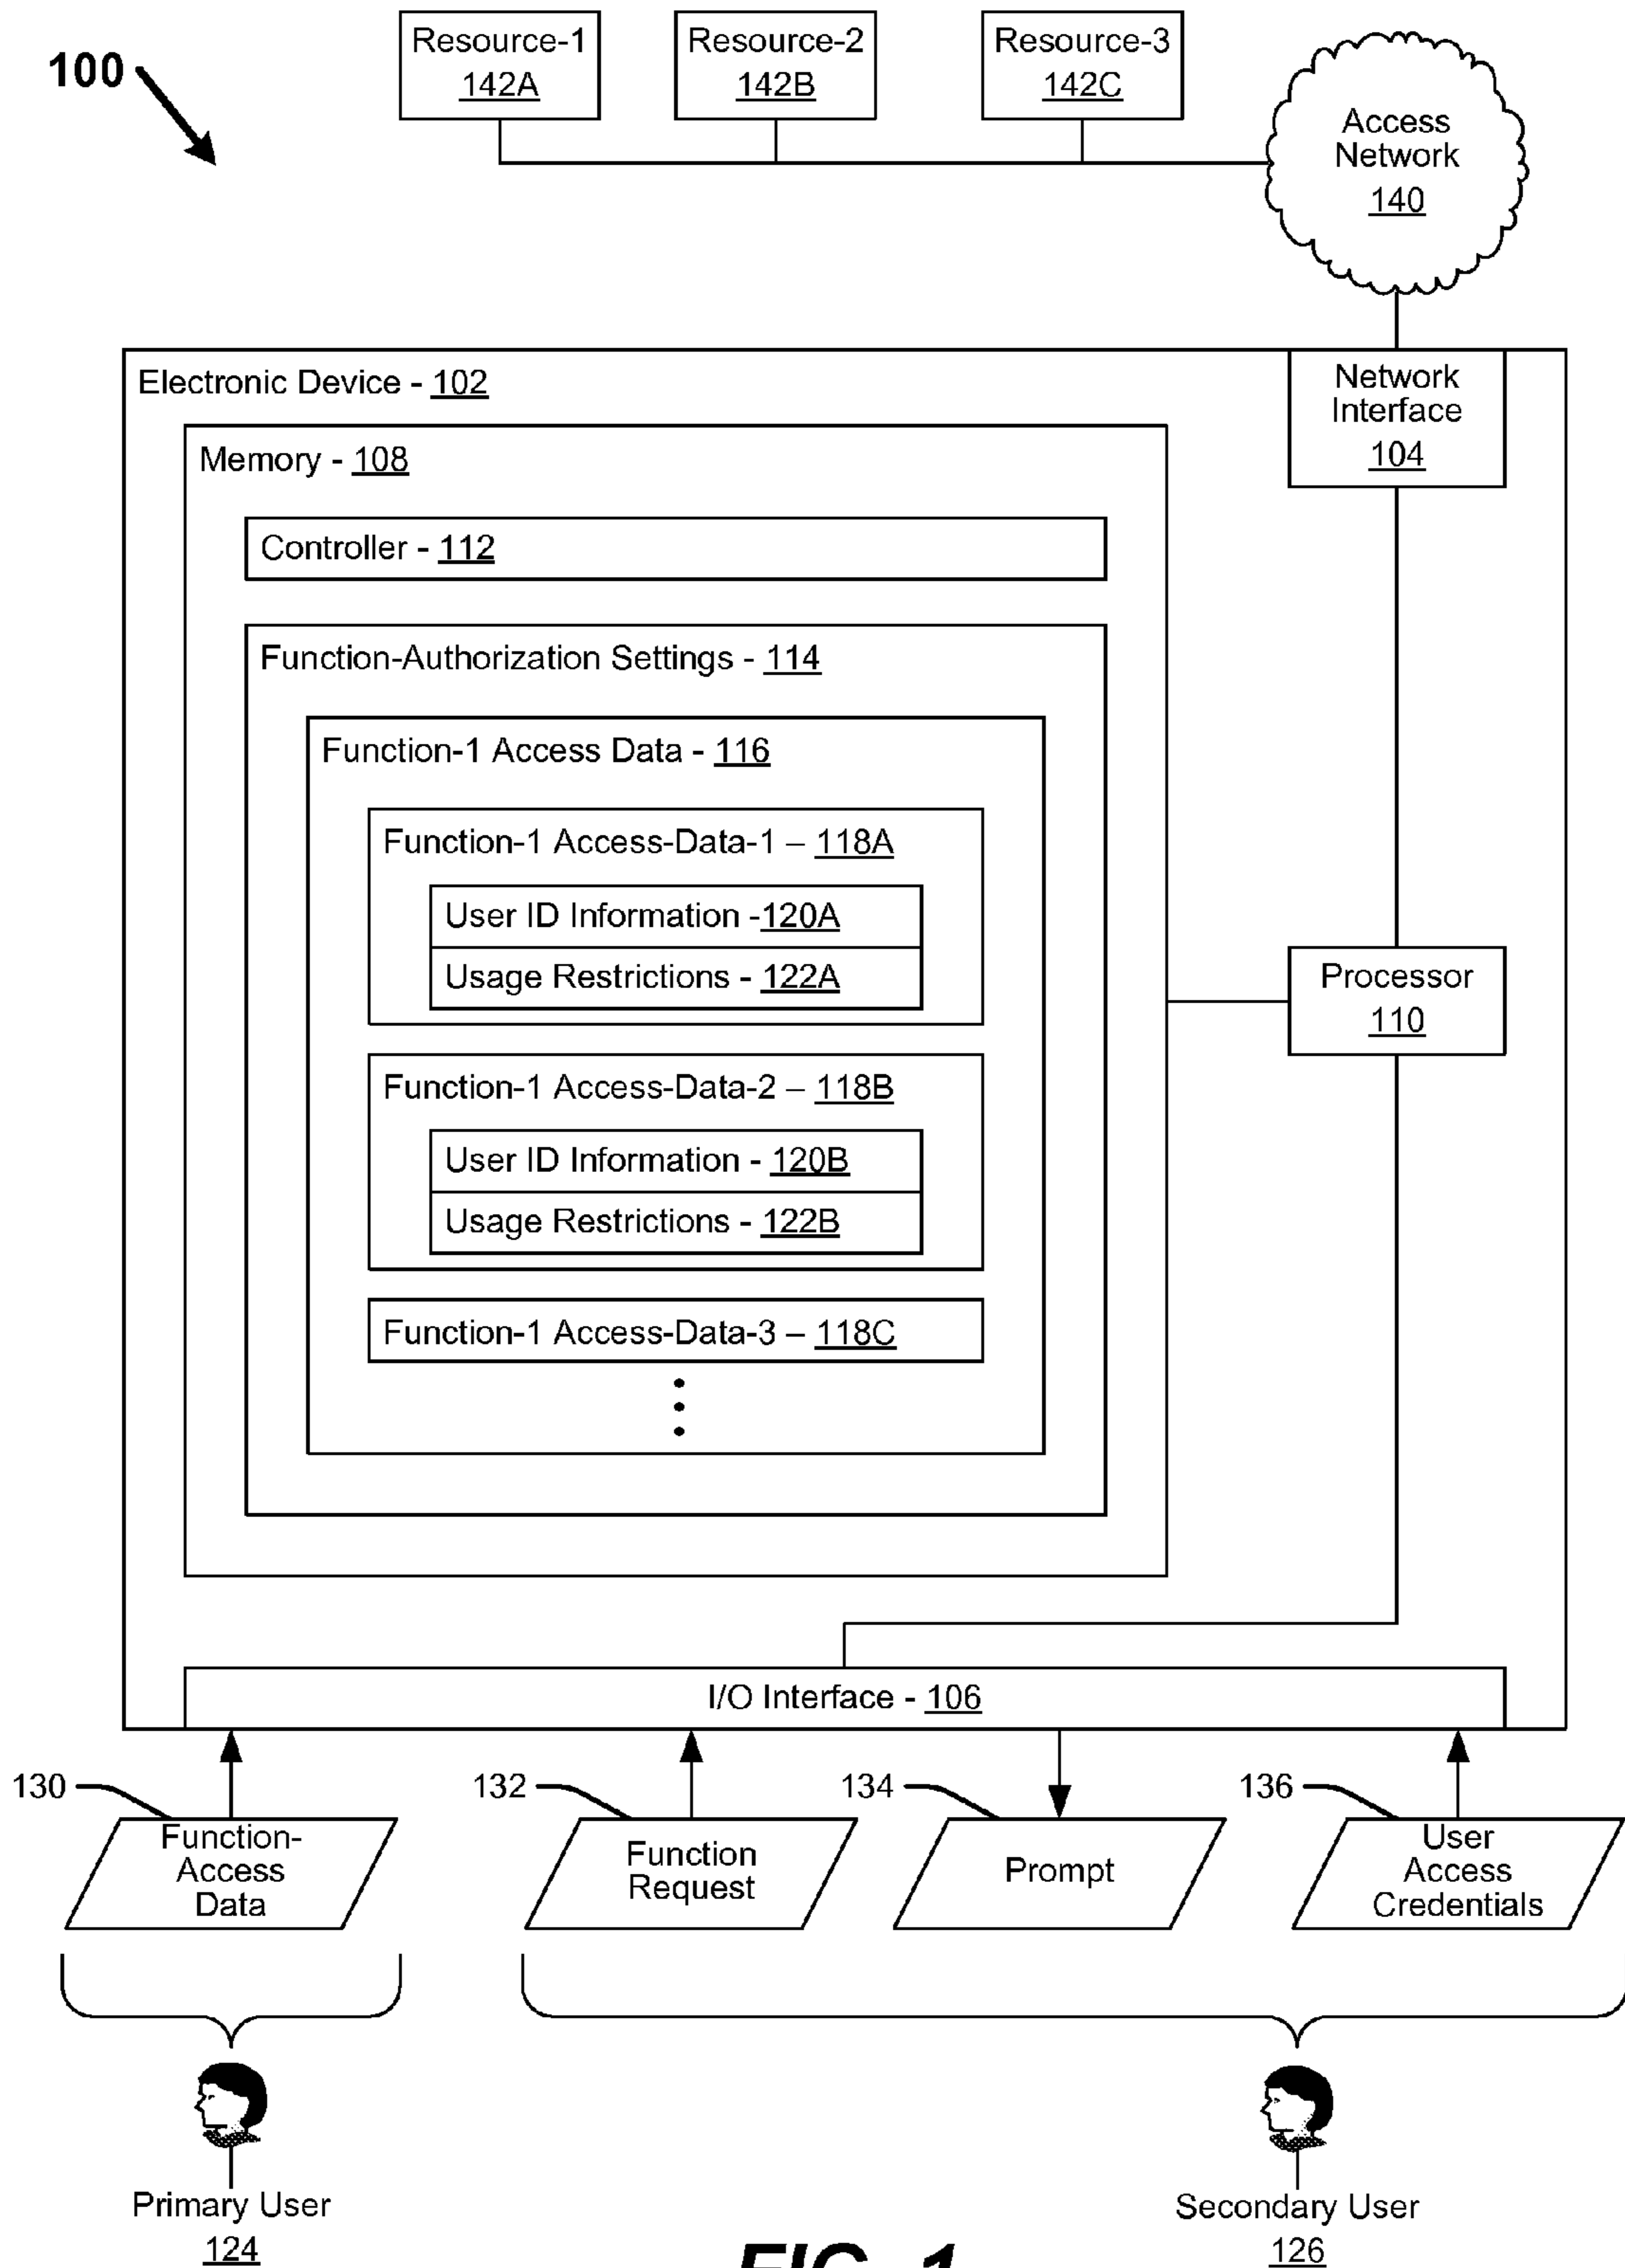 100
Resource-1
142A
Resource-2
142B
Resource-3
142C
Access
Network
140
Electronic Device - 102
Network
Interface
104
Memory - 108
Controller - 112
Function-Authorization Settings - 114
Function-1 Access Data - 116
Function-1 Access-Data-1 – 118A
User ID Information -120A
Usage Restrictions - 122A
Processor
110
Function-1 Access-Data-2 – 118B
User ID Information - 120B
Usage Restrictions - 122B
Function-1 Access-Data-3 – 118C
I/O Interface - 106
130
Function-
Access
Data
132
Function
Request
134
Prompt
136
User
Access
Credentials
Primary User
124
Secondary User
126
FIG. 1